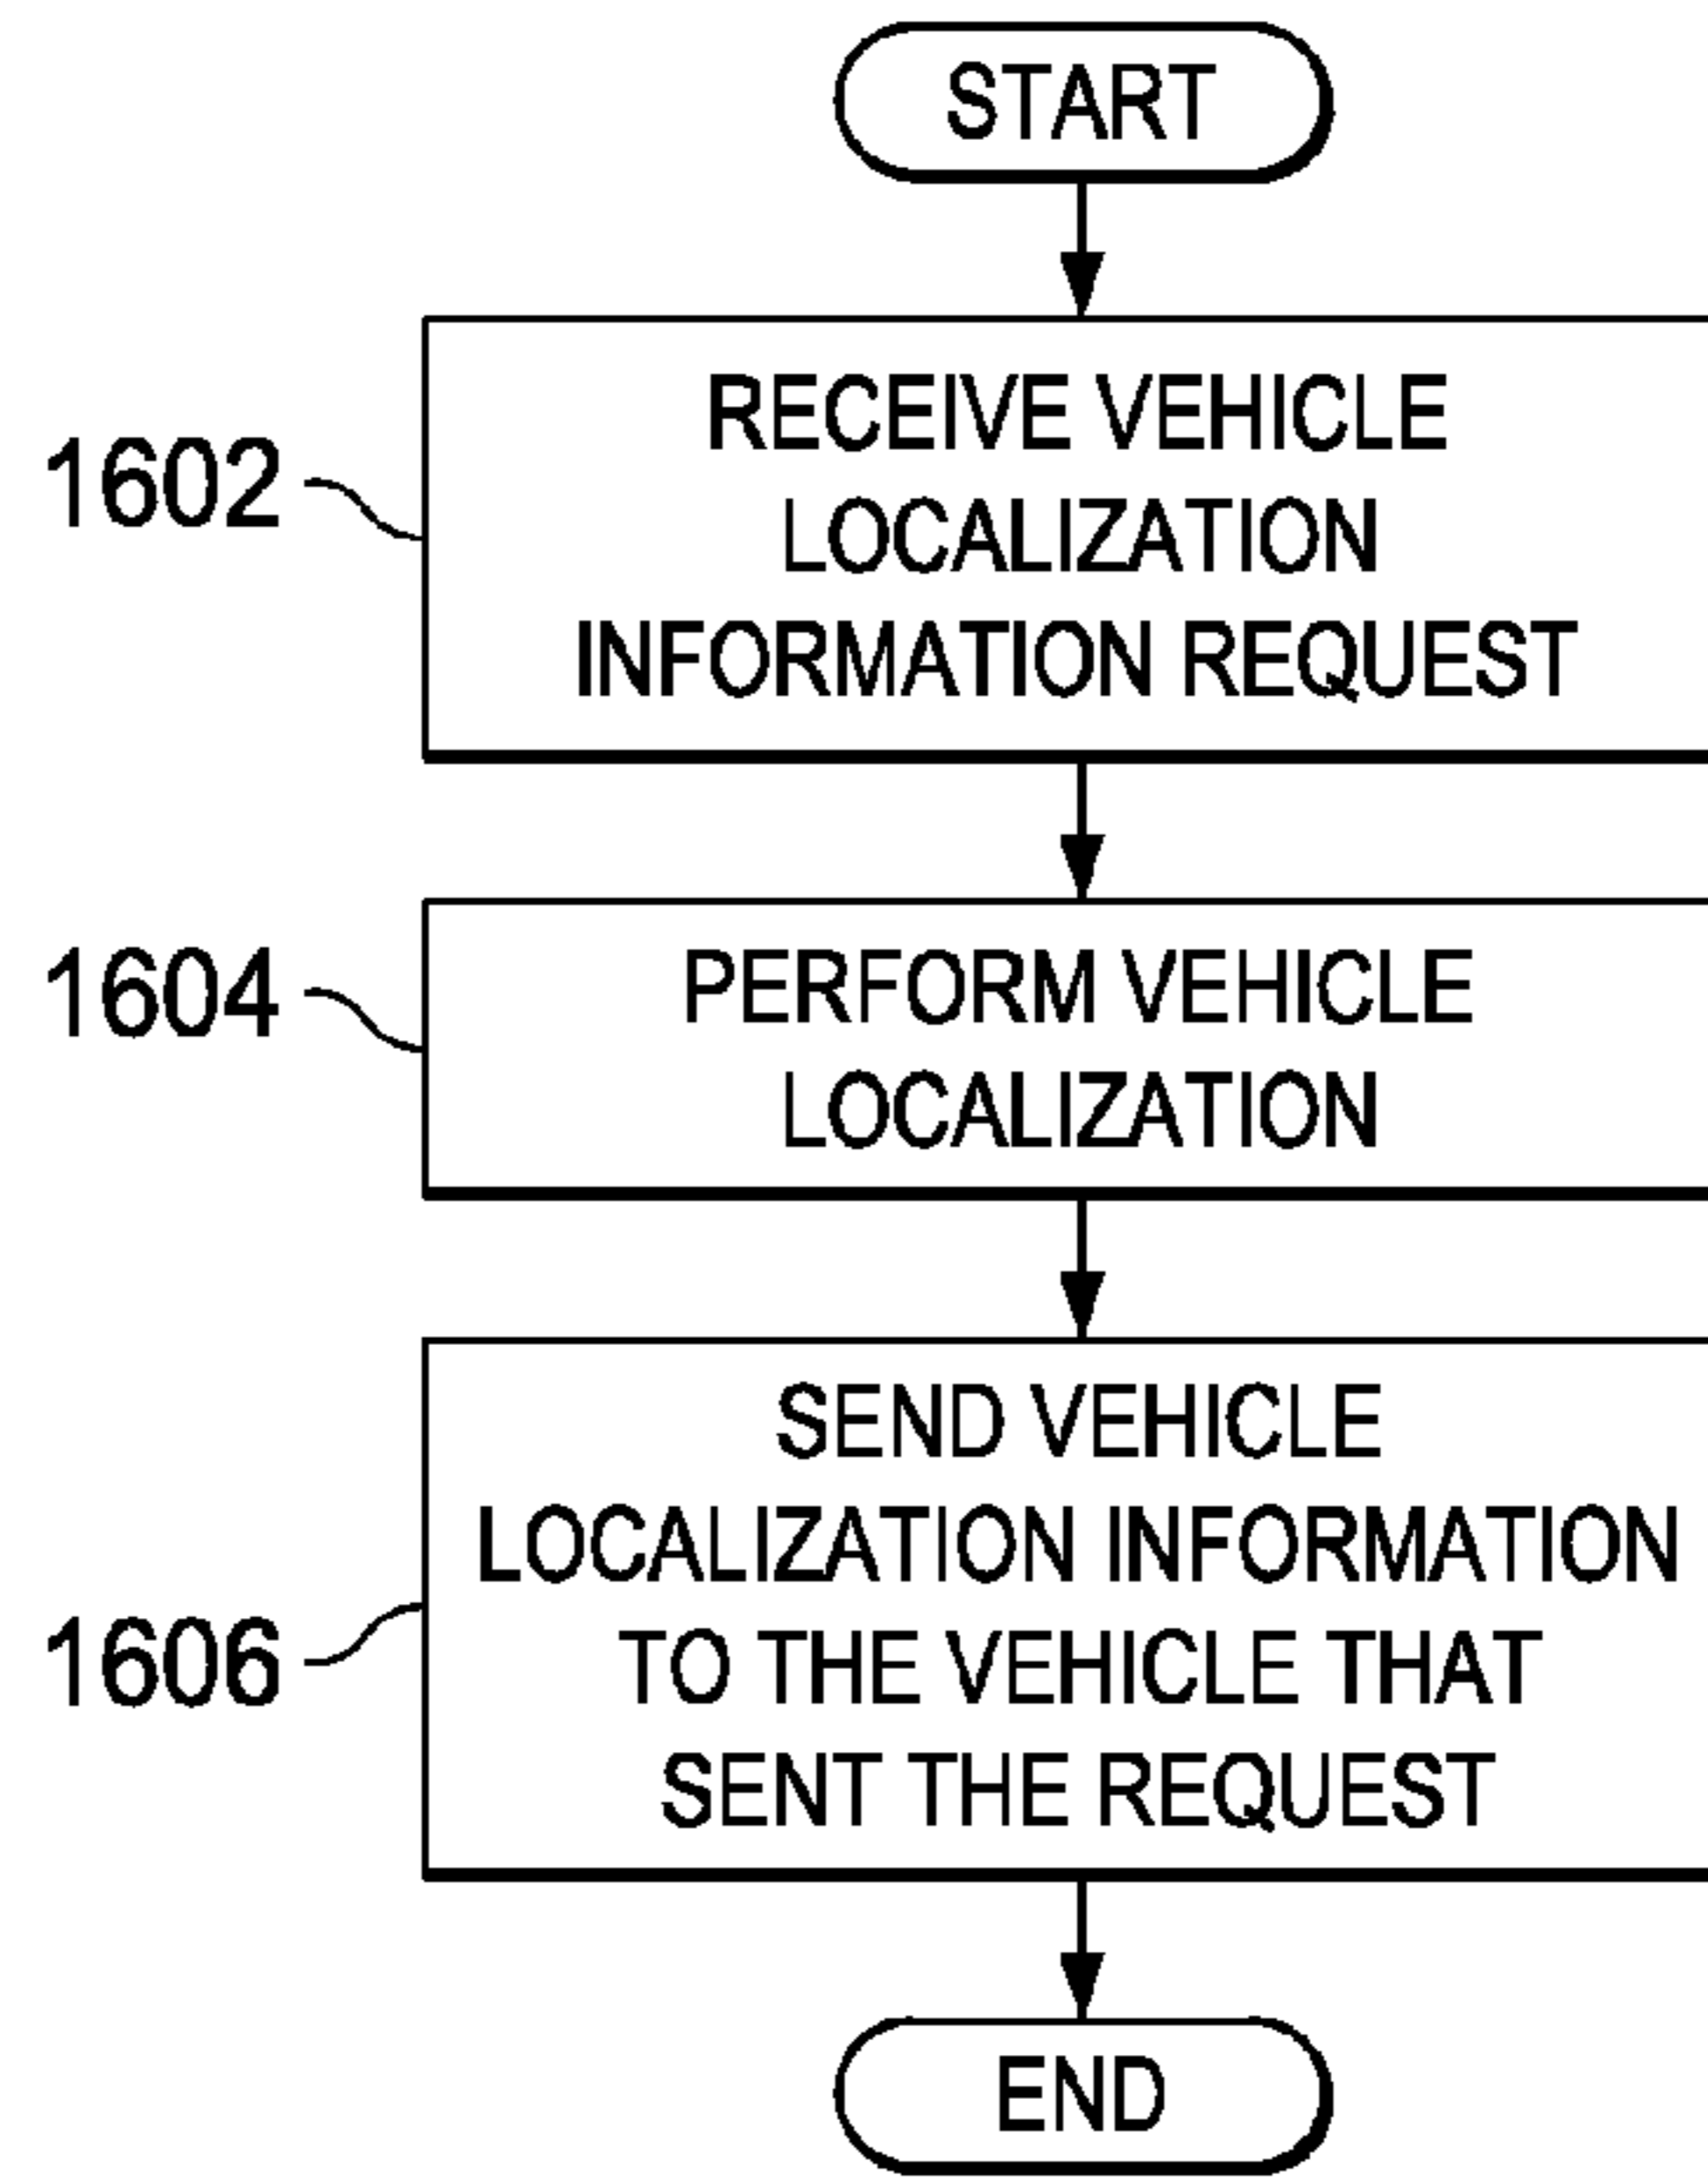 START
RECEIVE VEHICLE
LOCALIZATION
INFORMATION REQUEST
1602
PERFORM VEHICLE
LOCALIZATION
1604
SEND VEHICLE
LOCALIZATION INFORMATION
TO THE VEHICLE THAT
SENT THE REQUEST
1606
END